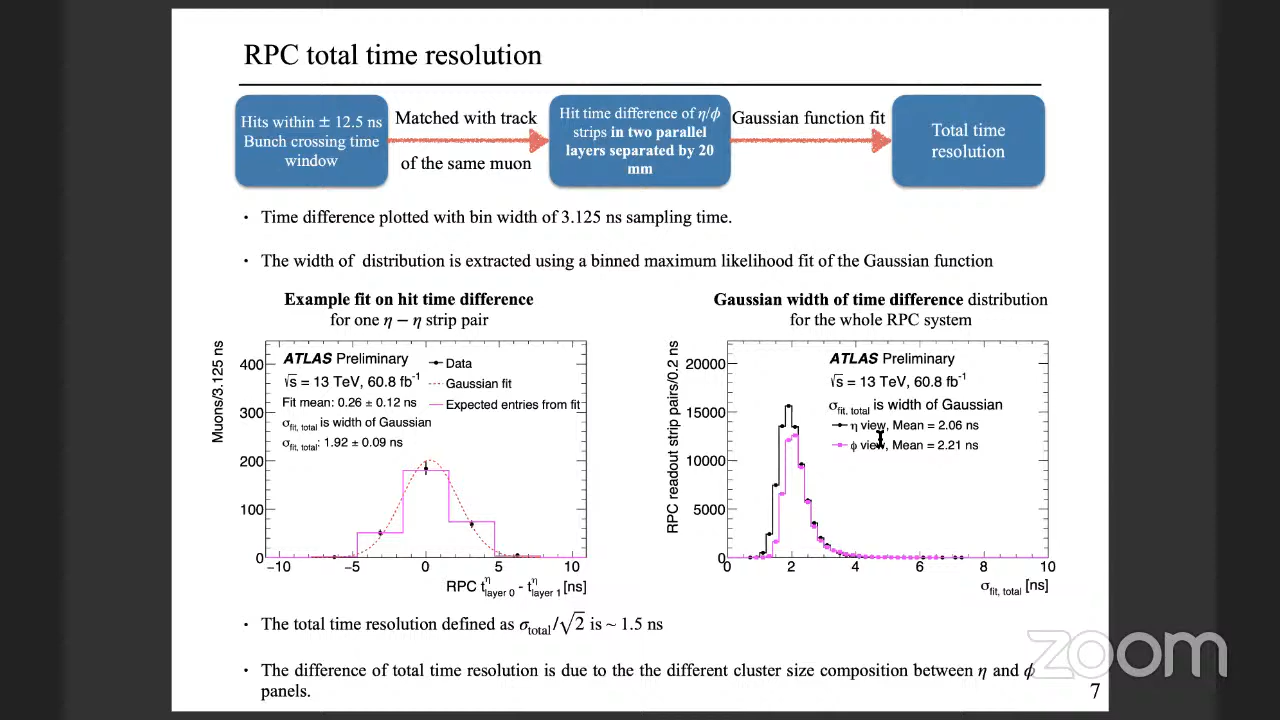 RPC total time resolution
Hits within ± 12.5 ns
Bunch crossing time
window
Matched with track
of the same muon
Hit time difference of η/ϕ
strips in two parallel
layers separated by 20
mm
Gaussian function fit
Total time
resolution
• Time difference plotted with bin width of 3.125 ns sampling time.
• The width of distribution is extracted using a binned maximum likelihood fit of the Gaussian function
Example fit on hit time difference
for one η − η strip pair
Muons/3.125 ns
400
300
200
100
0
ATLAS Preliminary
√s = 13 TeV, 60.8 fb⁻¹
Fit mean: 0.26 ± 0.12 ns
σfit, total is width of Gaussian
σfit, total: 1.92 ± 0.09 ns
Data
Gaussian fit
Expected entries from fit
−10 −5 0 5 10
RPC t^η_layer 0 - t^η_layer 1 [ns]
Gaussian width of time difference distribution
for the whole RPC system
RPC readout strip pairs/0.2 ns
20000
15000
10000
5000
0
ATLAS Preliminary
√s = 13 TeV, 60.8 fb⁻¹
σfit, total is width of Gaussian
η view, Mean = 2.06 ns
ϕ view, Mean = 2.21 ns
0 2 4 6 8 10
σfit, total [ns]
• The total time resolution defined as σtotal/√2 is ~ 1.5 ns
• The difference of total time resolution is due to the the different cluster size composition between η and ϕ
panels.
zoom
7